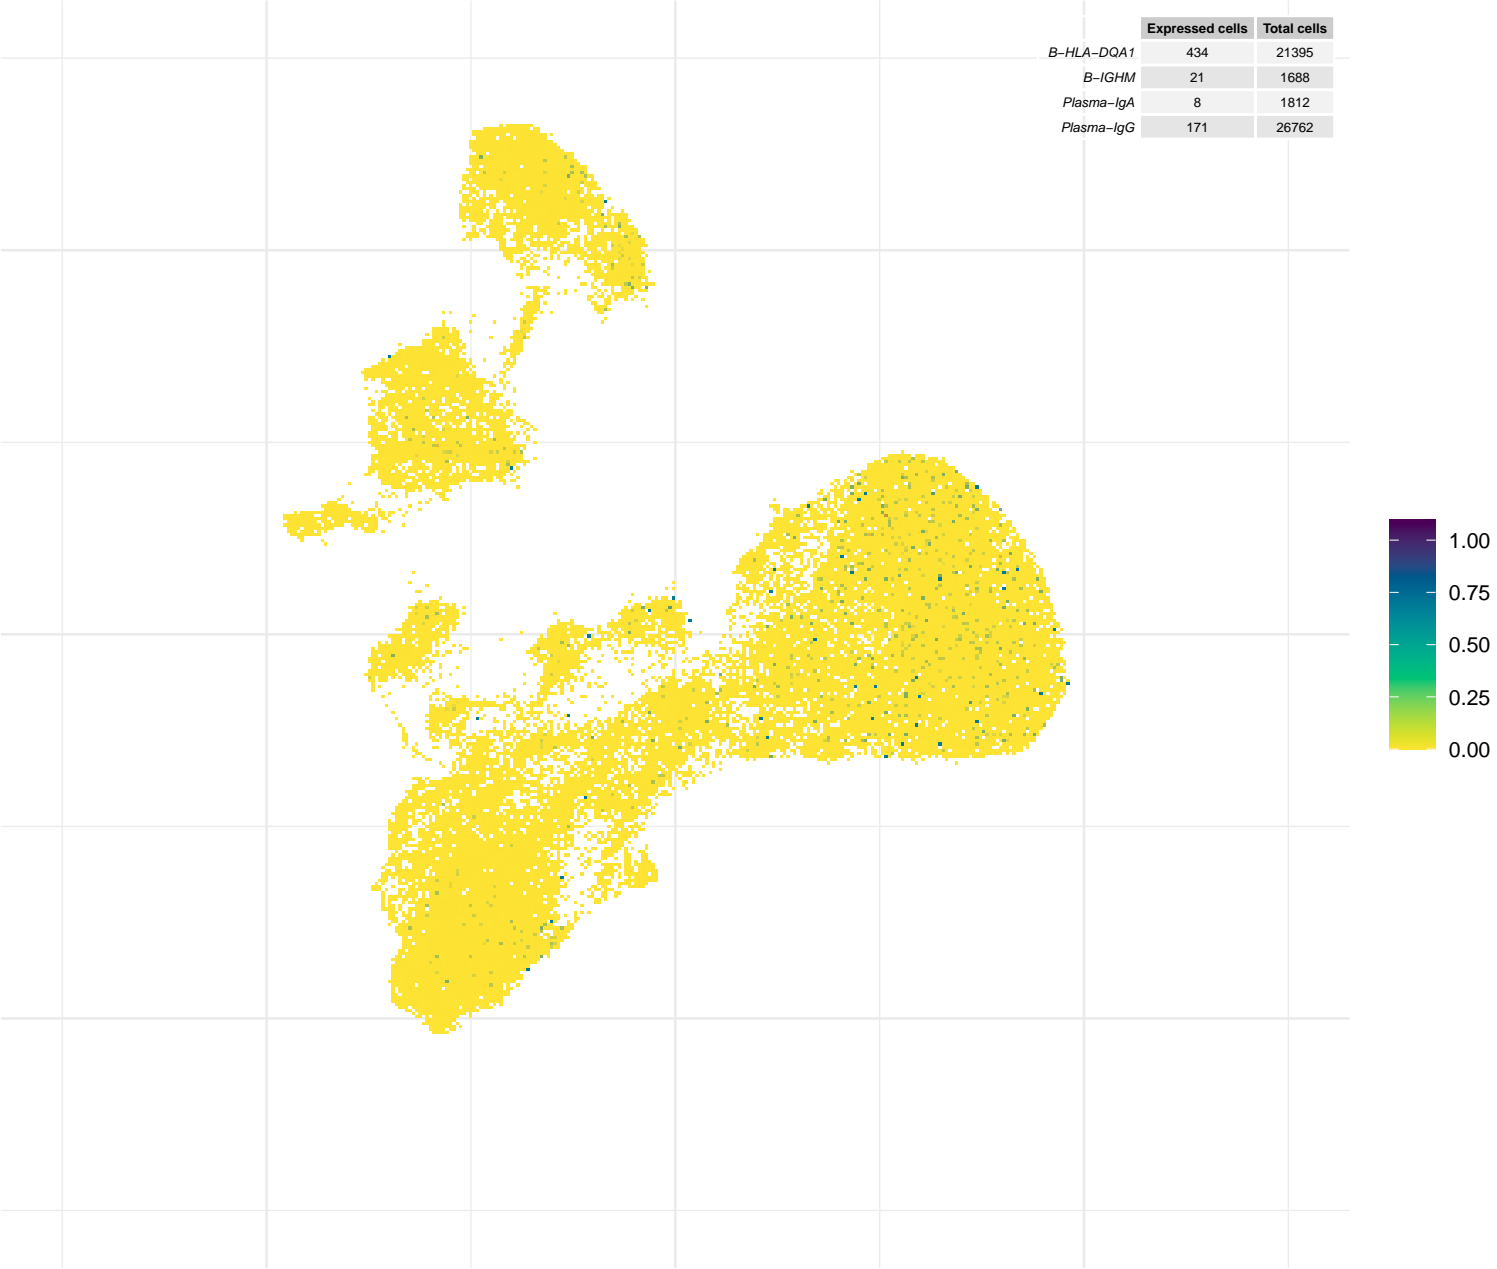 Expressed cells Total cells
B−HLA−DQA1 434 21395
B−IGHM 21 1688
Plasma−IgA 8 1812
Plasma−IgG 171 26762
1.00
0.75
0.50
0.25
0.00